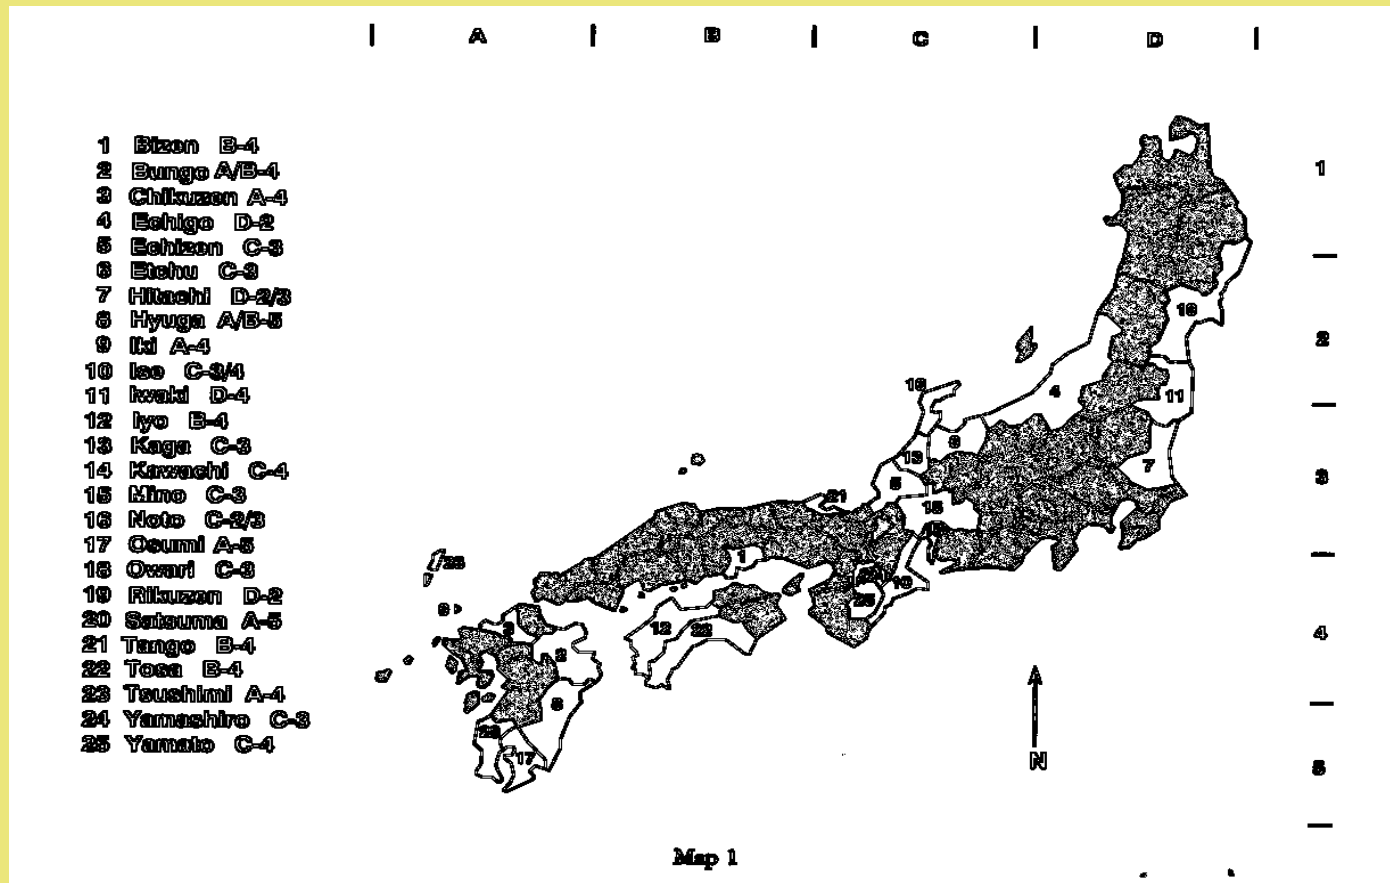 A B C D
1 Bizen B-4
2 Bungo A/B-4
3 Chikuzen A-4
4 Echigo D-2
5 Echizen C-3
6 Etchu C-3
7 Hitachi D-2/3
8 Hyuga A/B-5
9 Iki A-4
10 Ise C-3/4
11 Iwaki D-4
12 Iyo B-4
13 Kaga C-3
14 Kawachi C-4
15 Mino C-3
16 Noto C-2/3
17 Osumi A-5
18 Owari C-3
19 Rikuzen D-2
20 Satsuma A-5
21 Tango B-4
22 Tosa B-4
23 Tsushimi A-4
24 Yamashiro C-3
25 Yamato C-4
1
2
3
4
5
19
4
11
16
6
13
7
5
21
15
1
10
25
23
9
12
22
3
2
8
20
17
N
Map 1